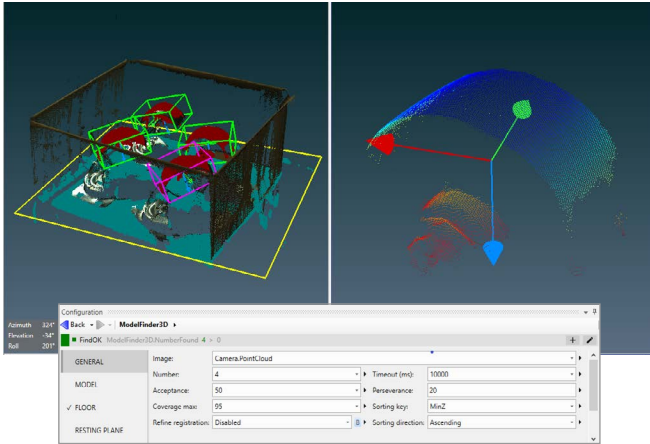 Azimuth 324°
Elevation -34°
Roll 201°
Configuration
Back ModelFinder3D
FindOK ModelFinder3D.NumberFound 4 > 0
GENERAL
MODEL
FLOOR
RESTING PLANE
Image: Camera.PointCloud
Number: 4 Timeout (ms): 10000
Acceptance: 50 Perseverance: 20
Coverage max: 95 Sorting key: MinZ
Refine registration: Disabled Sorting direction: Ascending